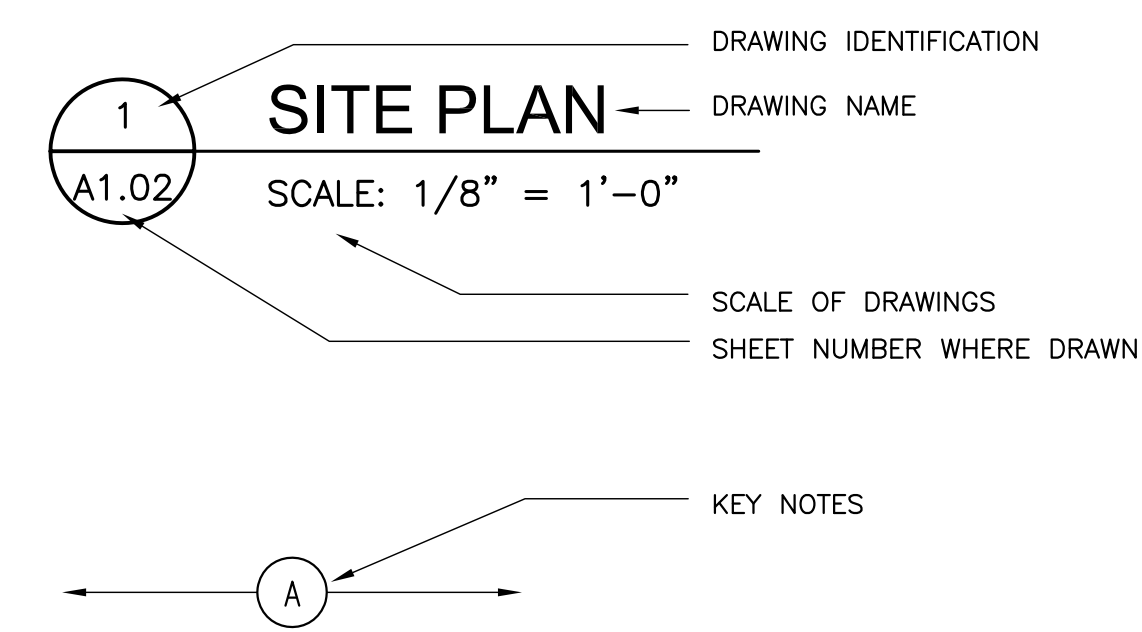 DRAWING IDENTIFICATION
1
SITE PLAN
DRAWING NAME
A1.02
SCALE: 1/8” = 1’-0”
SCALE OF DRAWINGS
SHEET NUMBER WHERE DRAWN
KEY NOTES
A